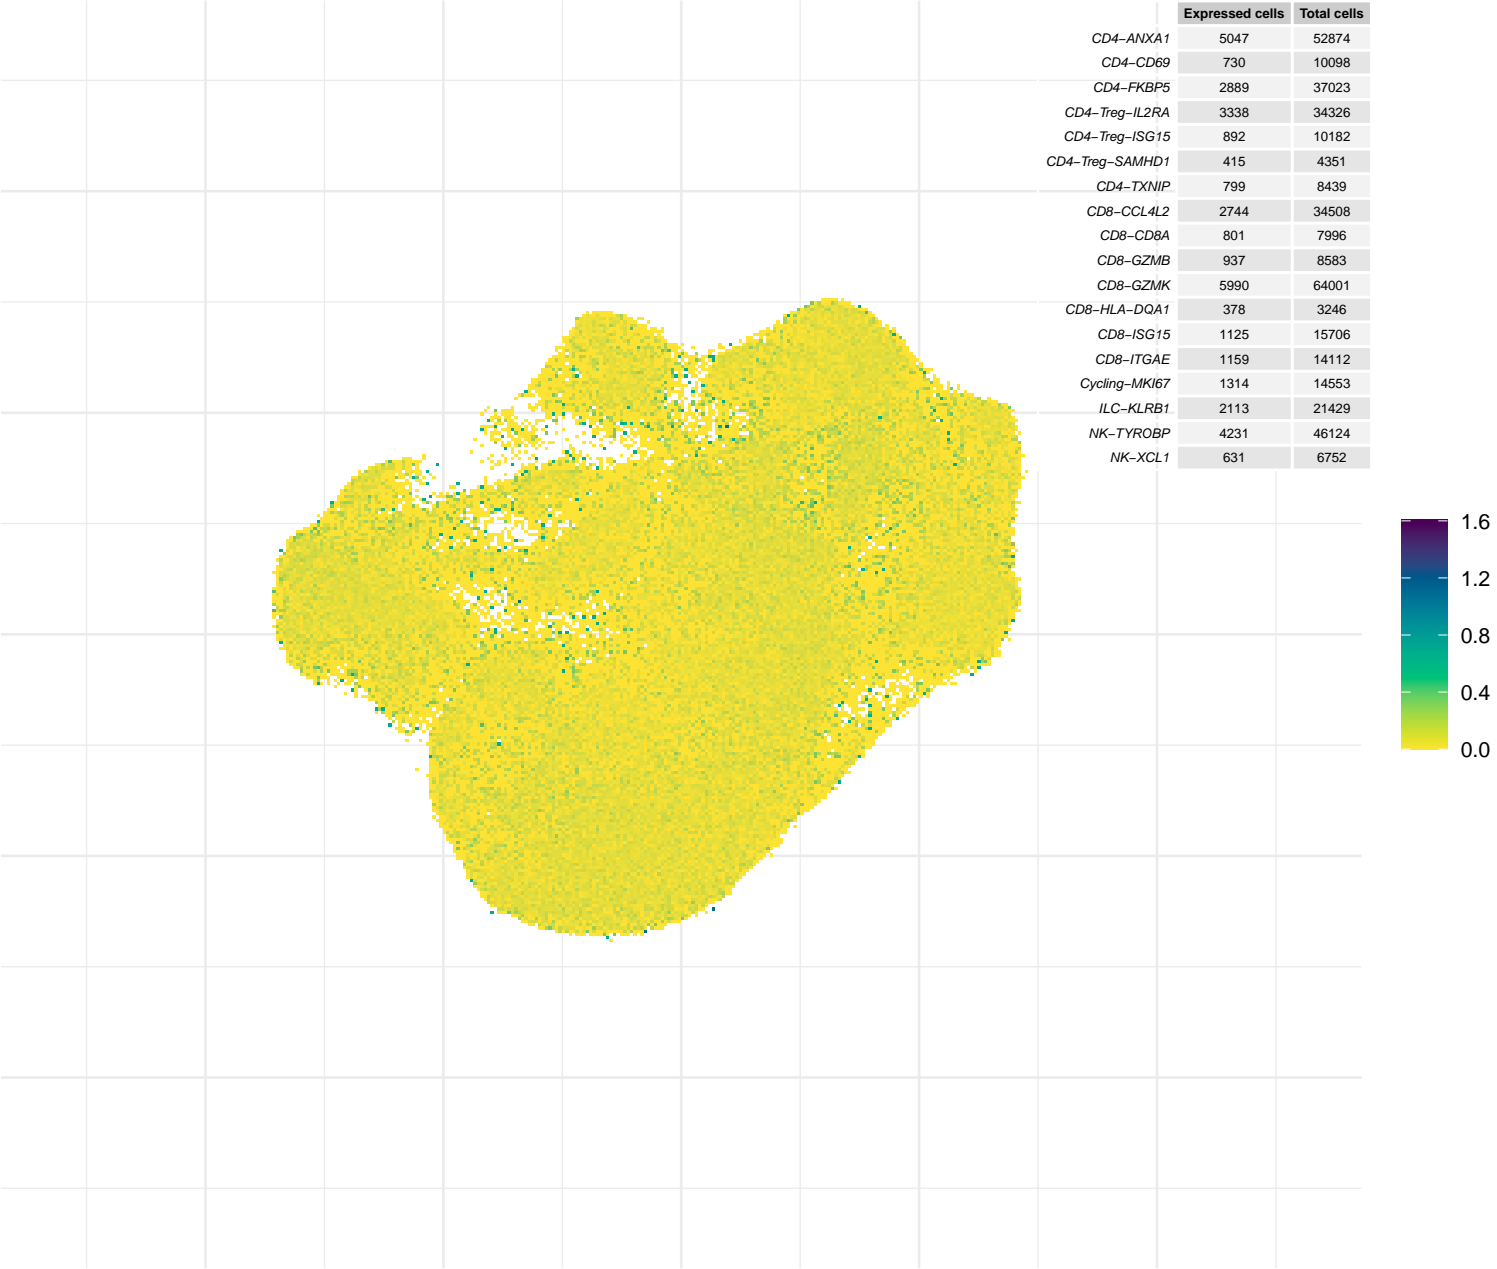 Expressed cells Total cells
CD4−ANXA1 5047 52874
CD4−CD69 730 10098
CD4−FKBP5 2889 37023
CD4−Treg−IL2RA 3338 34326
CD4−Treg−ISG15 892 10182
CD4−Treg−SAMHD1 415 4351
CD4−TXNIP 799 8439
CD8−CCL4L2 2744 34508
CD8−CD8A 801 7996
CD8−GZMB 937 8583
CD8−GZMK 5990 64001
CD8−HLA−DQA1 378 3246
CD8−ISG15 1125 15706
CD8−ITGAE 1159 14112
Cycling−MKI67 1314 14553
ILC−KLRB1 2113 21429
NK−TYROBP 4231 46124
NK−XCL1 631 6752
1.6
1.2
0.8
0.4
0.0